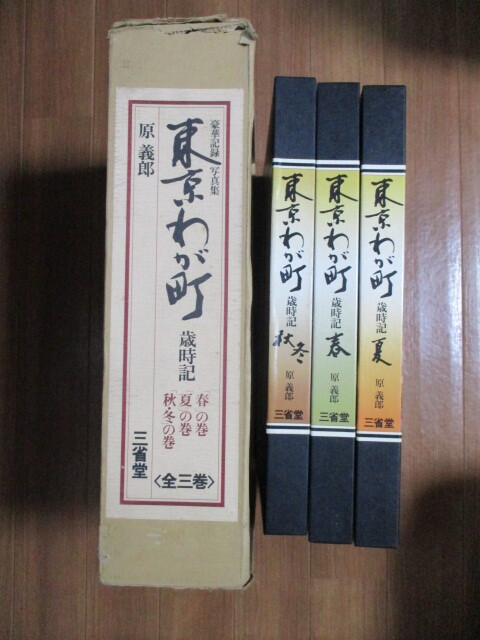 豪華記録 写真集
東京わが町
歳時記
原 義郎
春の巻
夏の巻
「秋・冬の巻
三省堂
〈全三巻〉
東京わが町
歳時記
秋冬
原 義郎
三省堂
東京わが町
歳時記
春
原 義郎
三省堂
東京わが町
歳時記
夏
原 義郎
三省堂